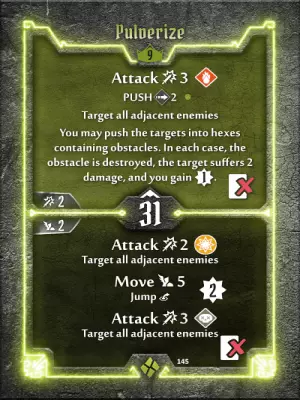 Pulverize
9
Attack 3
PUSH 2
Target all adjacent enemies
You may push the targets into hexes
containing obstacles. In each case, the
obstacle is destroyed, the target suffers 2
damage, and you gain 1.
2
31
2
Attack 2
Target all adjacent enemies
Move 5
Jump
2
Attack 3
Target all adjacent enemies
145